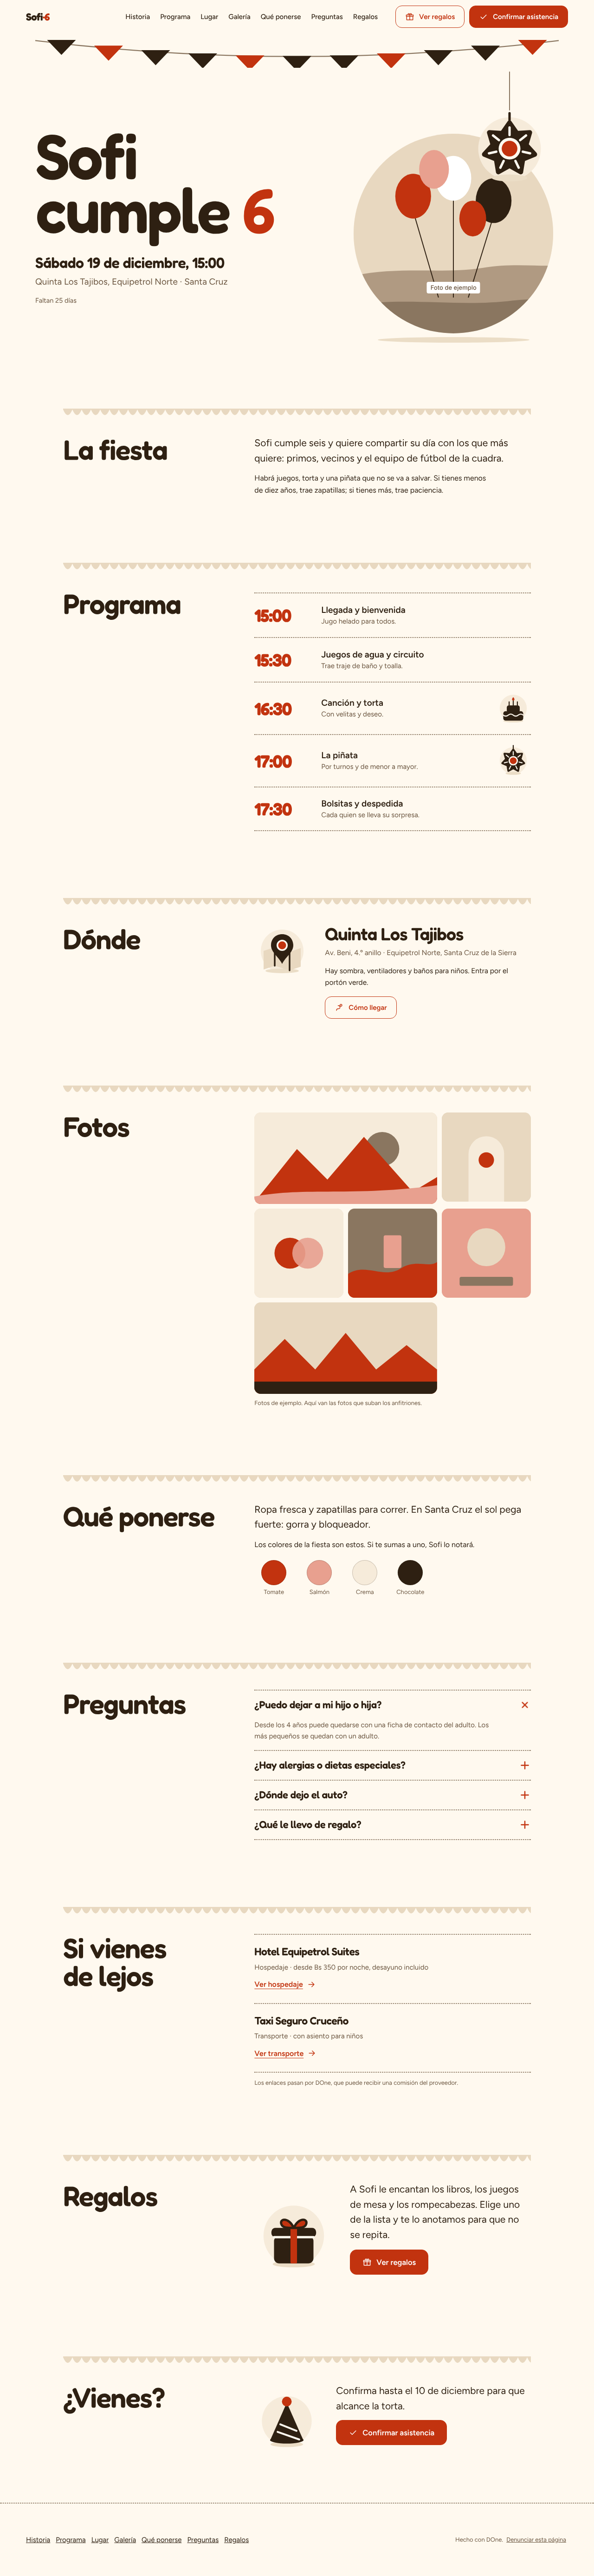 Sofi 6
Historia Programa Lugar Galería Qué ponerse Preguntas Regalos
Ver regalos
Confirmar asistencia
Sofi
cumple 6
Sábado 19 de diciembre, 15:00
Quinta Los Tajibos, Equipetrol Norte · Santa Cruz
Faltan 25 días
Foto de ejemplo
La fiesta
Sofi cumple seis y quiere compartir su día con los que más
quiere: primos, vecinos y el equipo de fútbol de la cuadra.
Habrá juegos, torta y una piñata que no se va a salvar. Si tienes menos
de diez años, trae zapatillas; si tienes más, trae paciencia.
Programa
15:00
Llegada y bienvenida
Jugo helado para todos.
15:30
Juegos de agua y circuito
Trae traje de baño y toalla.
16:30
Canción y torta
Con velitas y deseo.
17:00
La piñata
Por turnos y de menor a mayor.
17:30
Bolsitas y despedida
Cada quien se lleva su sorpresa.
Dónde
Quinta Los Tajibos
Av. Beni, 4.º anillo · Equipetrol Norte, Santa Cruz de la Sierra
Hay sombra, ventiladores y baños para niños. Entra por el
portón verde.
Cómo llegar
Fotos
Fotos de ejemplo. Aquí van las fotos que suban los anfitriones.
Qué ponerse
Ropa fresca y zapatillas para correr. En Santa Cruz el sol pega
fuerte: gorra y bloqueador.
Los colores de la fiesta son estos. Si te sumas a uno, Sofi lo notará.
Tomate Salmón Crema Chocolate
Preguntas
¿Puedo dejar a mi hijo o hija?
Desde los 4 años puede quedarse con una ficha de contacto del adulto. Los
más pequeños se quedan con un adulto.
¿Hay alergias o dietas especiales?
¿Dónde dejo el auto?
¿Qué le llevo de regalo?
Si vienes
de lejos
Hotel Equipetrol Suites
Hospedaje · desde Bs 350 por noche, desayuno incluido
Ver hospedaje
Taxi Seguro Cruceño
Transporte · con asiento para niños
Ver transporte
Los enlaces pasan por DOne, que puede recibir una comisión del proveedor.
Regalos
A Sofi le encantan los libros, los juegos
de mesa y los rompecabezas. Elige uno
de la lista y te lo anotamos para que no
se repita.
Ver regalos
¿Vienes?
Confirma hasta el 10 de diciembre para que
alcance la torta.
Confirmar asistencia
Historia Programa Lugar Galería Qué ponerse Preguntas Regalos
Hecho con DOne. Denunciar esta página